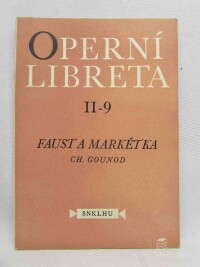 OPERNÍ
LIBRETA
II-9
FAUST A MARKÉTKA
CH. GOUNOD
SNKLHU